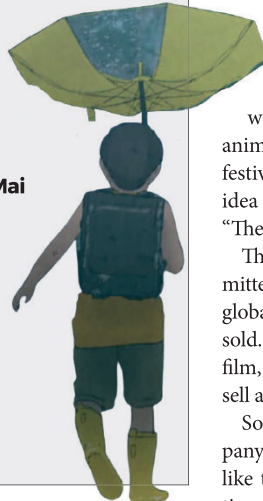 Mai
w
anim
festiv
idea
“The
Th
mitte
globa
sold.
film,
sell a
So
pany
like t